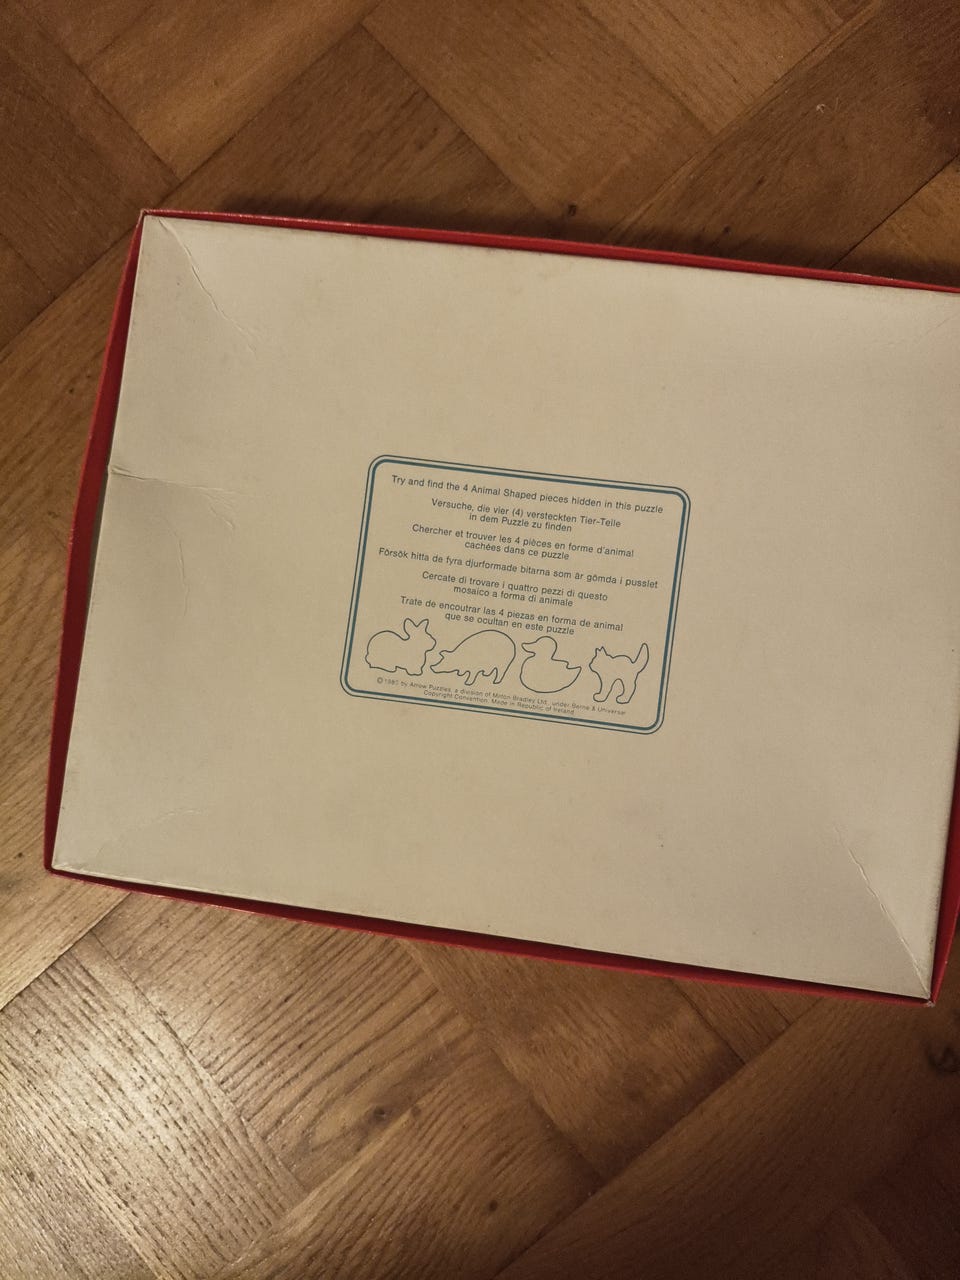 Try and find the 4 Animal Shaped pieces hidden in this puzzle
Versuche, die vier (4) versteckten Tier-Teile
in dem Puzzle zu finden
Chercher et trouver les 4 pièces en forme d'animal
cachées dans ce puzzle
Försök hitta de fyra djurformade bitarna som är gömda i pusslet
Cercate di trovare i quattro pezzi di questo
mosaico a forma di animale
Trate de encoutrar las 4 piezas en forma de animal
que se ocultan en este puzzle
© by Arrow Puzzles, a division of Milton Bradley Ltd., under Berne & Universal
Copyright Convention. Made in Republic of Ireland